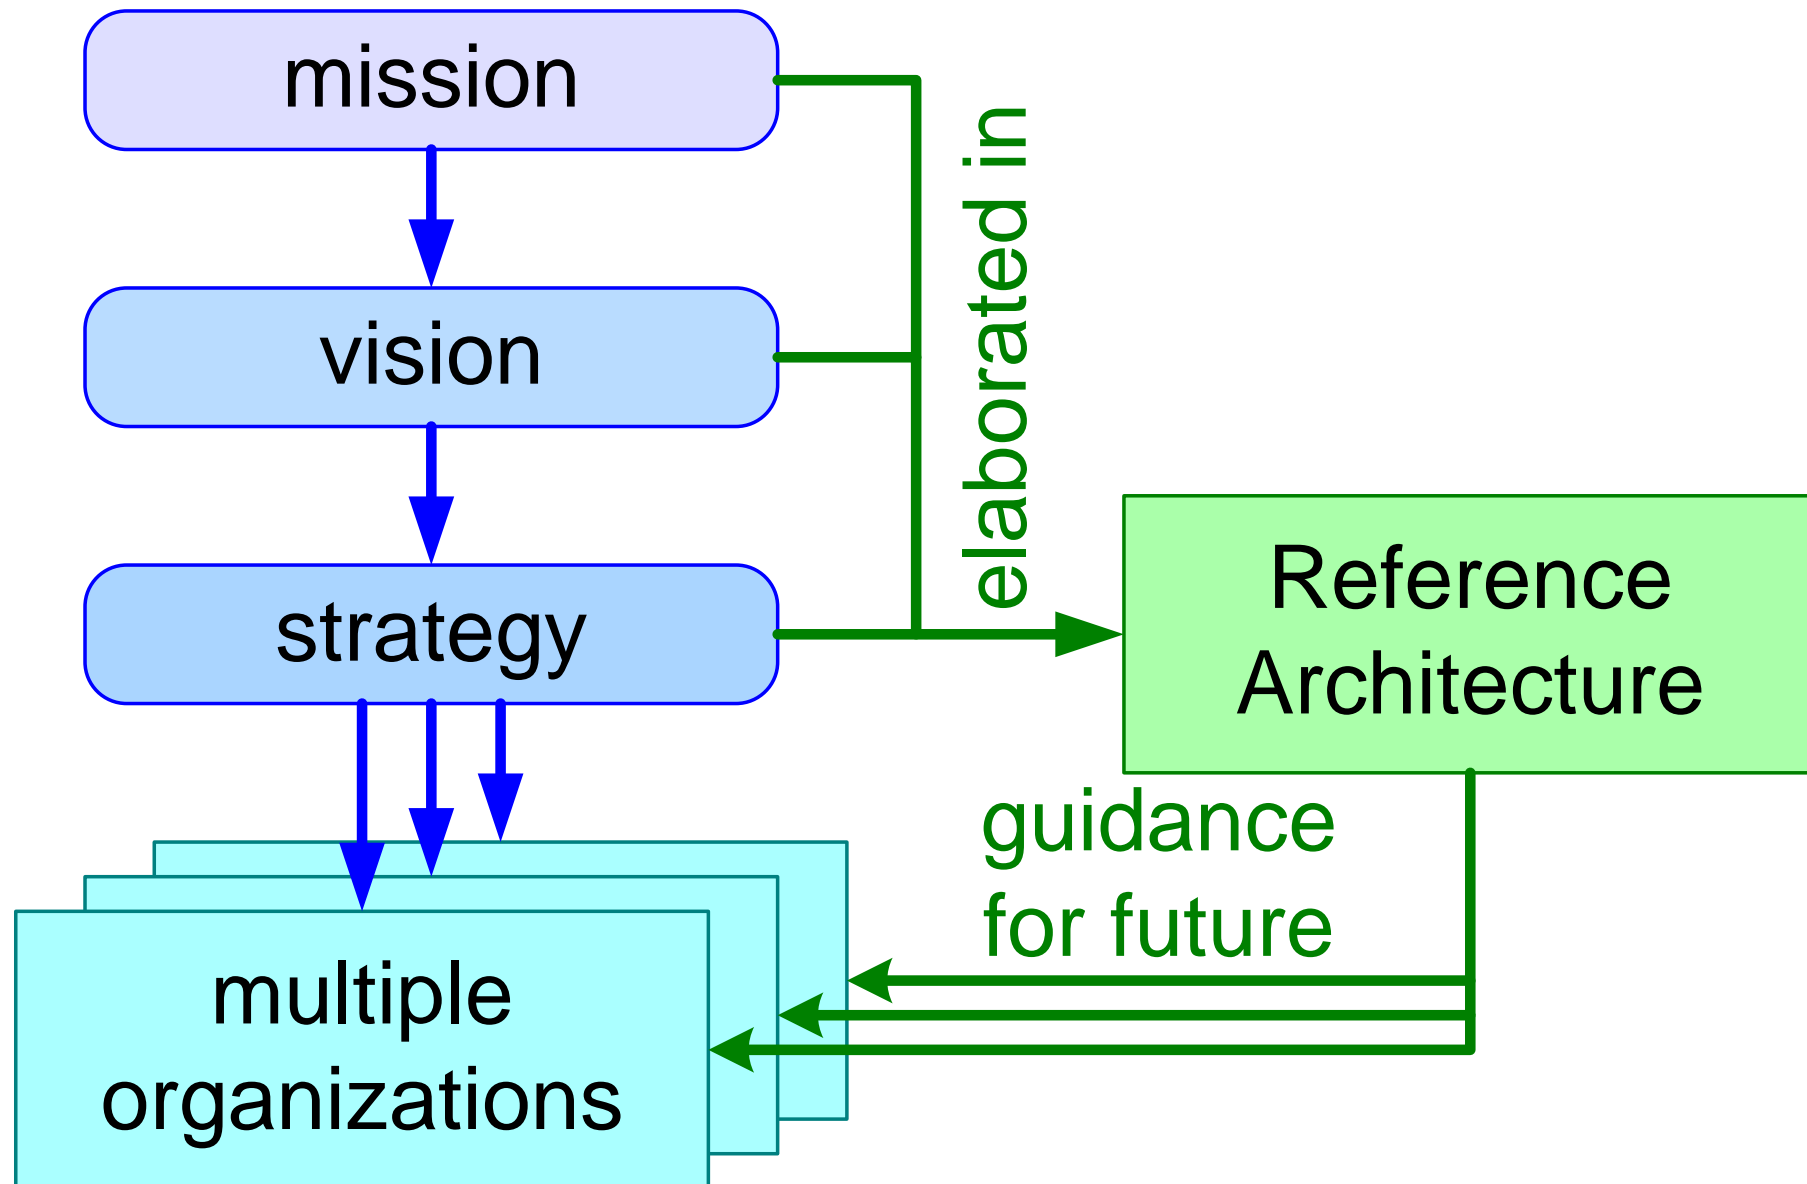 mission
vision
strategy
elaborated in
Reference
Architecture
guidance
for future
multiple
organizations